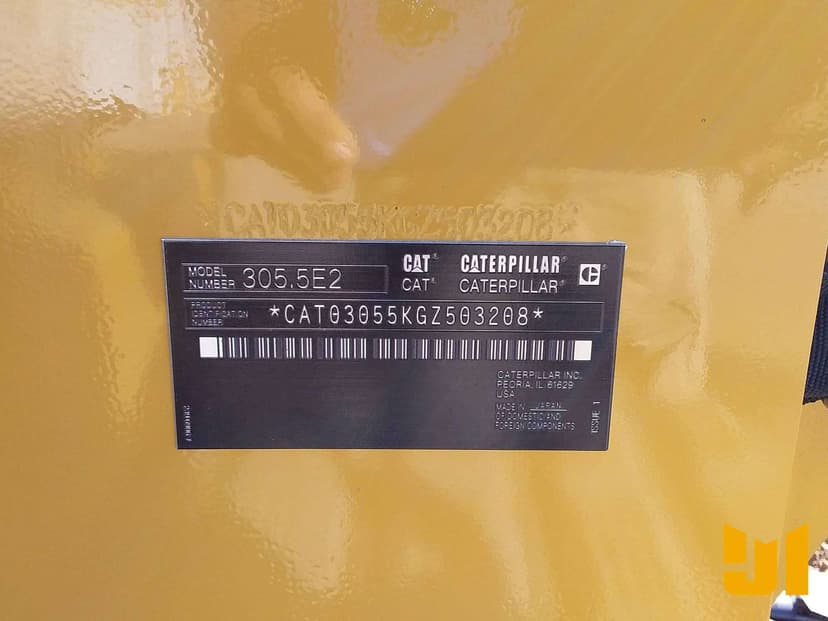 CAT03055KGZ503208*
MODEL NUMBER 305.5E2
CAT® CATERPILLAR®
CAT® CATERPILLAR®
PRODUCT IDENTIFICATION NUMBER *CAT03055KGZ503208*
CATERPILLAR INC.
PEORIA, IL 61629
USA
MADE IN JAPAN
OF DOMESTIC AND
FOREIGN COMPONENTS
ISSUE 1